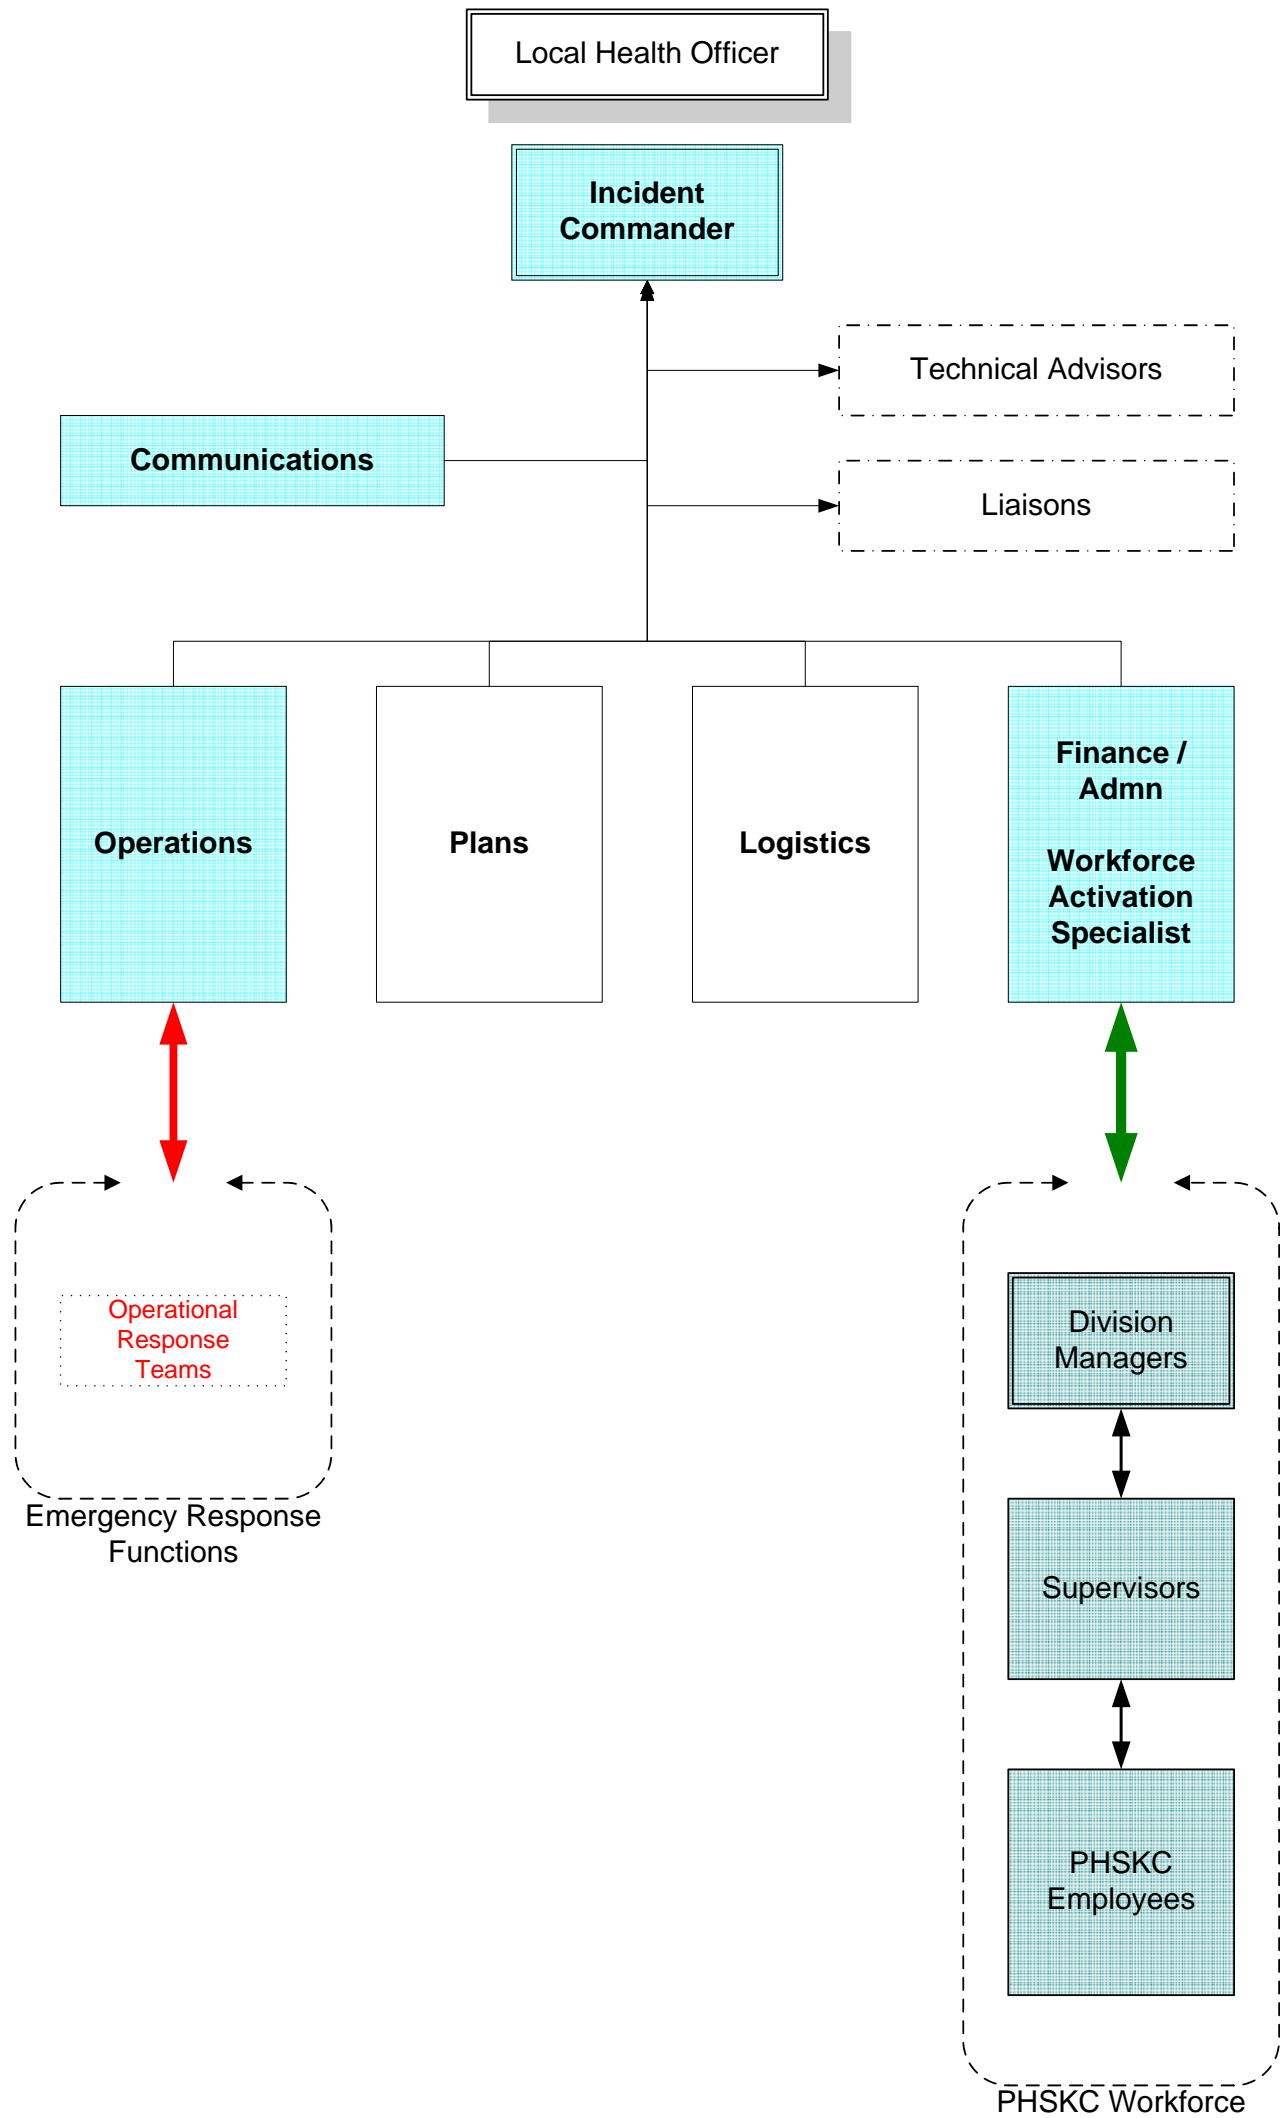 Local Health Officer
Incident
Commander
Technical Advisors
Communications
Liaisons
Operations
Plans
Logistics
Finance /
Admn
Workforce
Activation
Specialist
Operational
Response
Teams
Emergency Response
Functions
Division
Managers
Supervisors
PHSKC
Employees
PHSKC Workforce